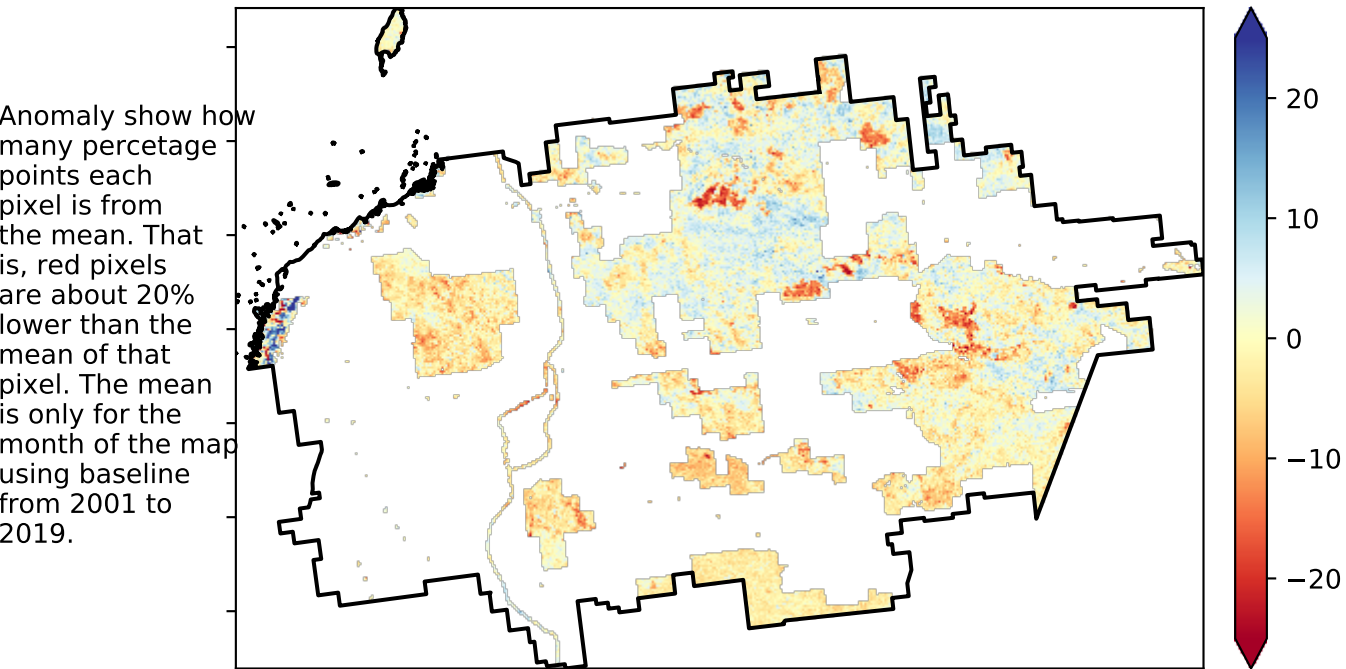 Anomaly show how
many percetage
points each
pixel is from
the mean. That
is, red pixels
are about 20%
lower than the
mean of that
pixel. The mean
is only for the
month of the map
using baseline
from 2001 to
2019.
20
10
0
−10
−20